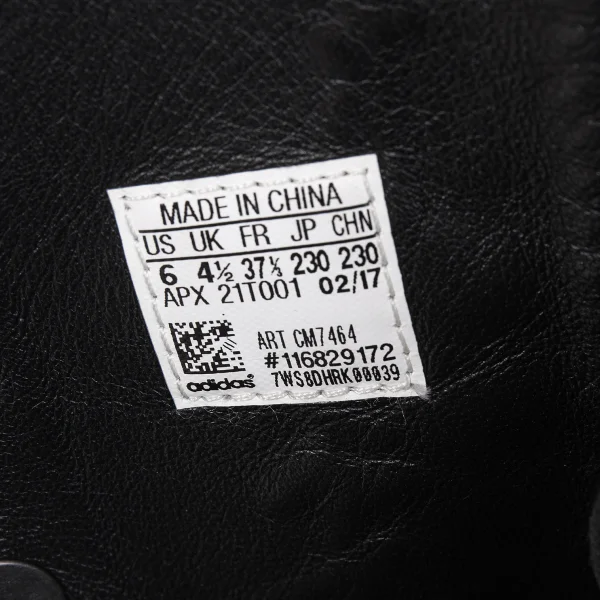 MADE IN CHINA
US UK FR JP CHN
6 4½ 37⅓ 230 230
APX 21T001 02/17
ART CM7464
#116829172
adidas® 7WS8DHRK00039